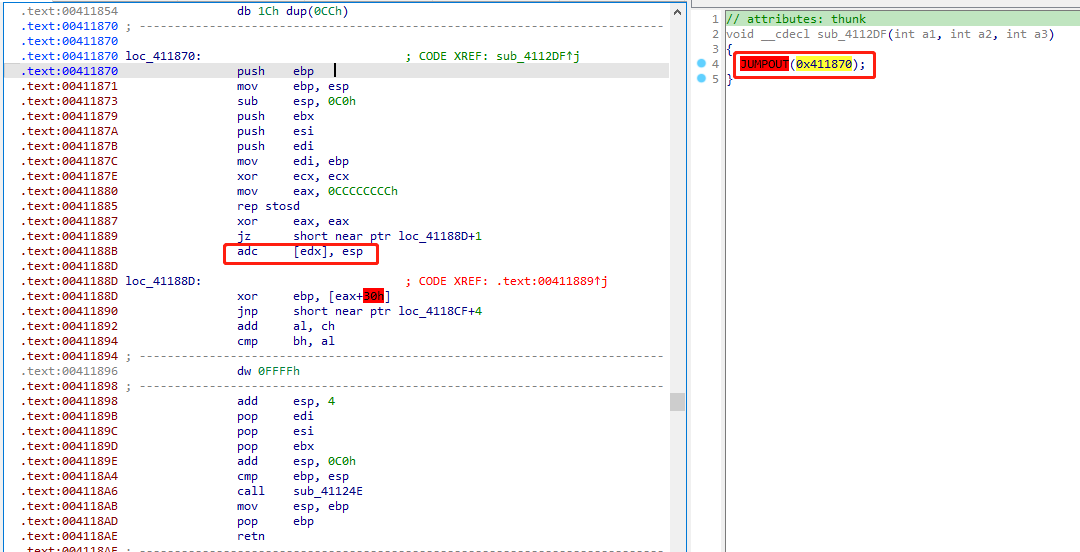 .text:00411854 db 1Ch dup(0CCh)
.text:00411870 ; ---------------------------------------------------------------------------
.text:00411870
.text:00411870 loc_411870: ; CODE XREF: sub_4112DF↑j
.text:00411870 push ebp
.text:00411871 mov ebp, esp
.text:00411873 sub esp, 0C0h
.text:00411879 push ebx
.text:0041187A push esi
.text:0041187B push edi
.text:0041187C mov edi, ebp
.text:0041187E xor ecx, ecx
.text:00411880 mov eax, 0CCCCCCCCh
.text:00411885 rep stosd
.text:00411887 xor eax, eax
.text:00411889 jz short near ptr loc_41188D+1
.text:0041188B adc [edx], esp
.text:0041188D
.text:0041188D loc_41188D: ; CODE XREF: .text:00411889↑j
.text:0041188D xor ebp, [eax+30h]
.text:00411890 jnp short near ptr loc_4118CF+4
.text:00411892 add al, ch
.text:00411894 cmp bh, al
.text:00411894 ; ---------------------------------------------------------------------------
.text:00411896 dw 0FFFFh
.text:00411898 ; ---------------------------------------------------------------------------
.text:00411898 add esp, 4
.text:0041189B pop edi
.text:0041189C pop esi
.text:0041189D pop ebx
.text:0041189E add esp, 0C0h
.text:004118A4 cmp ebp, esp
.text:004118A6 call sub_41124E
.text:004118AB mov esp, ebp
.text:004118AD pop ebp
.text:004118AE retn
.text:004118AE ; ---------------------------------------------------------------------------
1 // attributes: thunk
2 void __cdecl sub_4112DF(int a1, int a2, int a3)
3 {
4 JUMPOUT(0x411870);
5 }